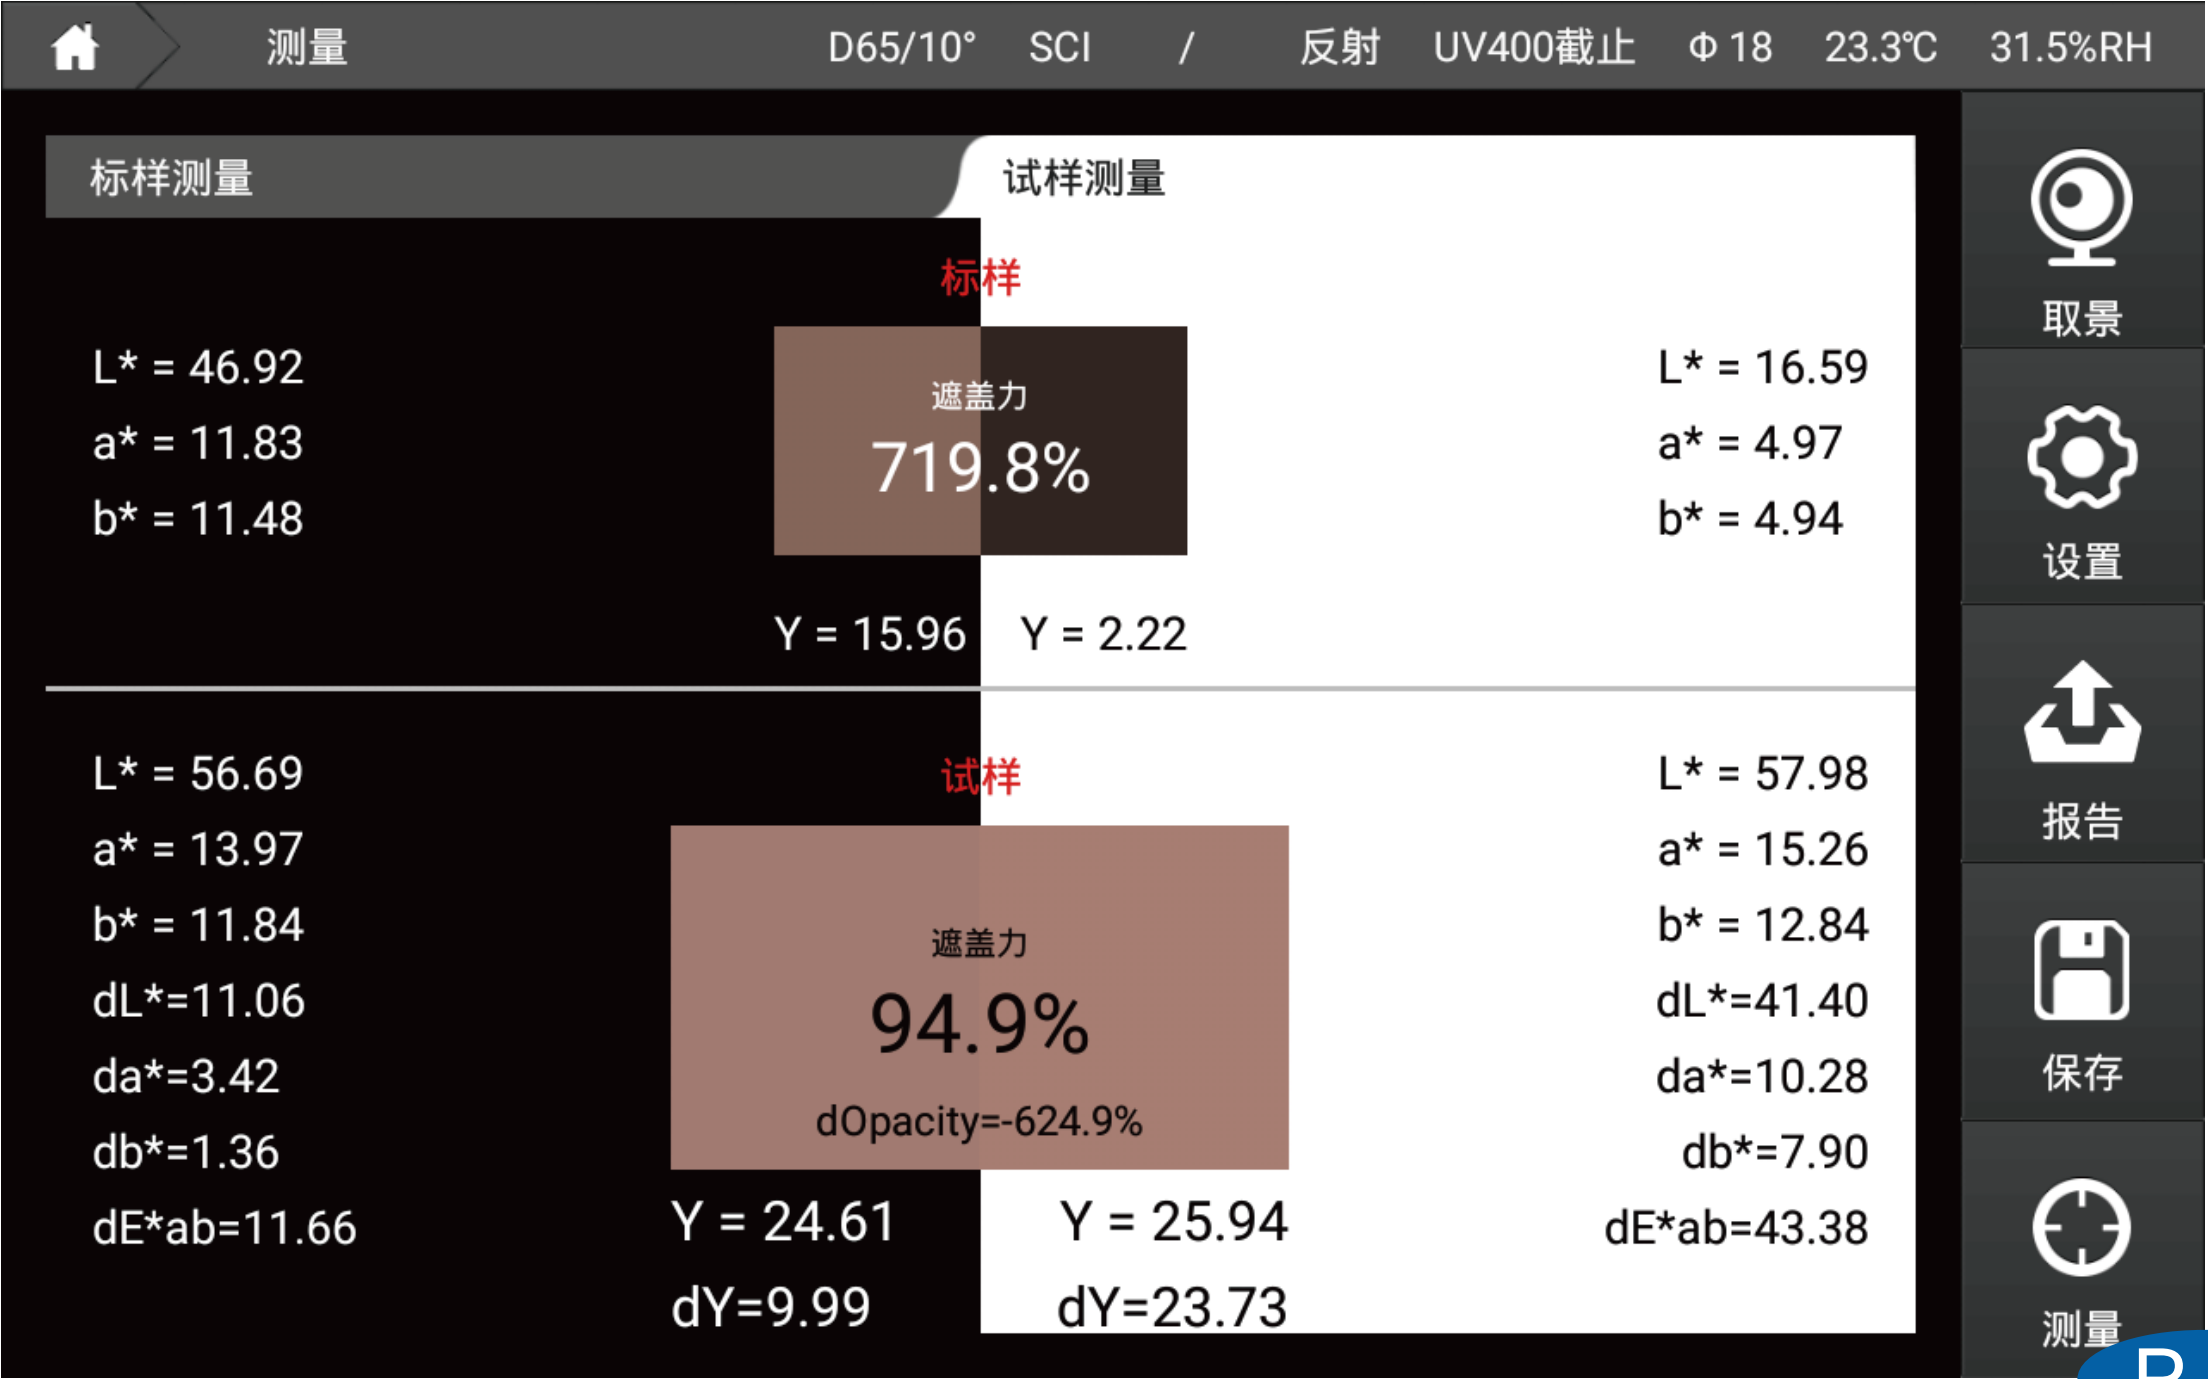 测量 D65/10° SCI / 反射 UV400截止 Φ 18 23.3℃ 31.5%RH
标样测量 试样测量
标样
L* = 46.92
a* = 11.83
b* = 11.48
遮盖力
719.8%
L* = 16.59
a* = 4.97
b* = 4.94
Y = 15.96 Y = 2.22
试样
L* = 56.69
a* = 13.97
b* = 11.84
dL*=11.06
da*=3.42
db*=1.36
dE*ab=11.66
遮盖力
94.9%
dOpacity=-624.9%
Y = 24.61 Y = 25.94
dY=9.99 dY=23.73
L* = 57.98
a* = 15.26
b* = 12.84
dL*=41.40
da*=10.28
db*=7.90
dE*ab=43.38
取景
设置
报告
保存
测量